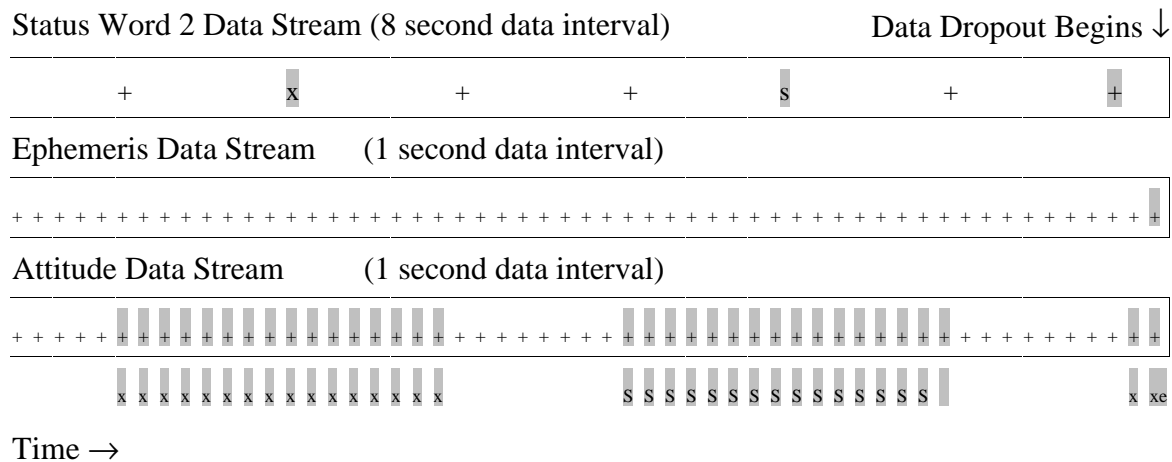 Status Word 2 Data Stream (8 second data interval) Data Dropout Begins ↓
+ x + + s + +
Ephemeris Data Stream (1 second data interval)
+ + + + + + + + + + + + + + + + + + + + + + + + + + + + + + + + + + + + + + + + + + + + + + + + + + + + + + +
Attitude Data Stream (1 second data interval)
+ + + + + + + + + + + + + + + + + + + + + + + + + + + + + + + + + + + + + + + + + + + + + + + + + + + + + + +
x x x x x x x x x x x x x x x x S S S S S S S S S S S S S S S x xe
Time →